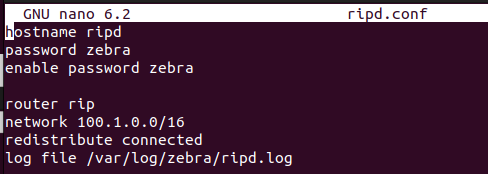 GNU nano 6.2 ripd.conf
hostname ripd
password zebra
enable password zebra
router rip
network 100.1.0.0/16
redistribute connected
log file /var/log/zebra/ripd.log